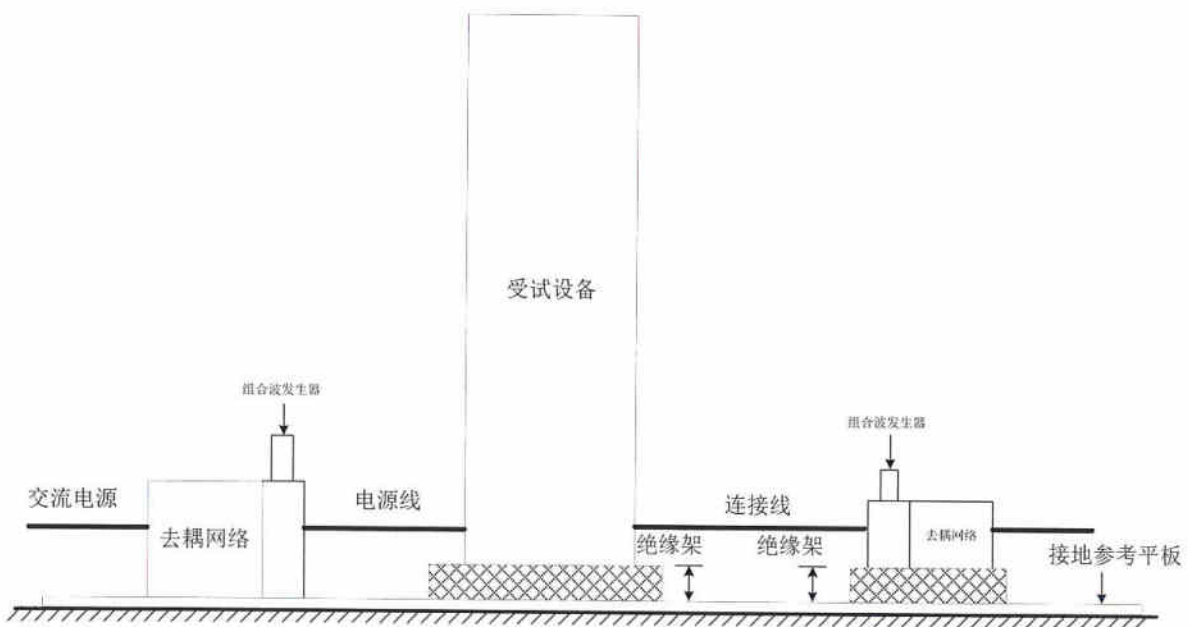 受试设备
组合波发生器
组合波发生器
交流电源
电源线
连接线
去耦网络
绝缘架
绝缘架
去耦网络
接地参考平板